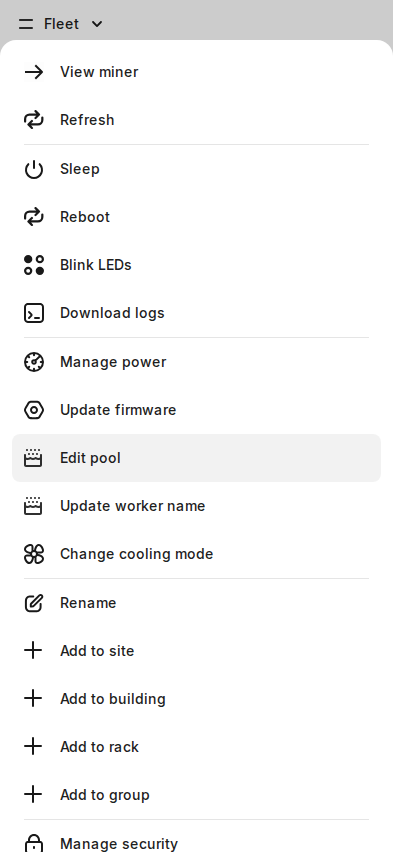 Fleet
View miner
Refresh
Sleep
Reboot
Blink LEDs
Download logs
Manage power
Update firmware
Edit pool
Update worker name
Change cooling mode
Rename
Add to site
Add to building
Add to rack
Add to group
Manage security